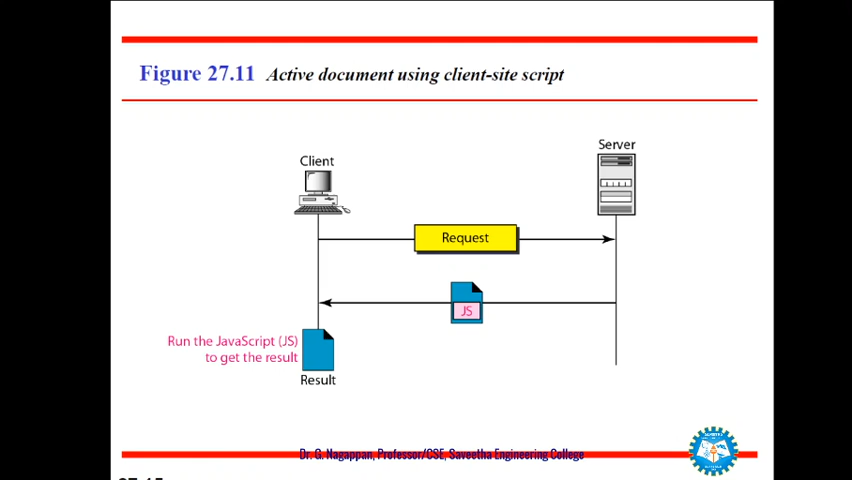 Figure 27.11 Active document using client-site script
Server
Client
Request
JS
Run the JavaScript (JS)
to get the result
Result
Dr. G. Nagappan, Professor/CSE, Saveetha Engineering College